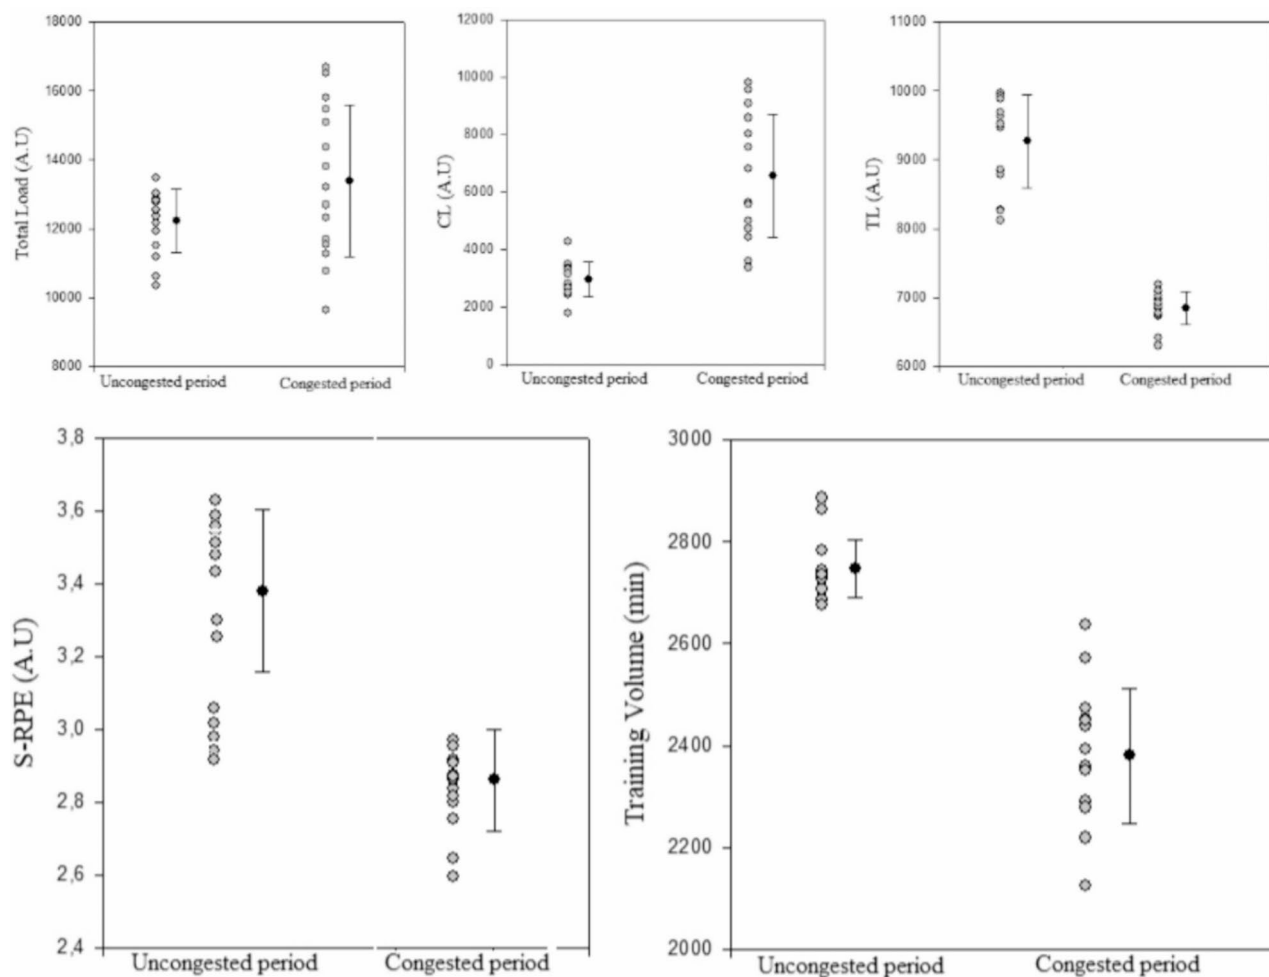 18000
16000
14000
12000
10000
8000
Total Load (A.U)
Uncongested period
Congested period
12000
10000
8000
6000
4000
2000
0
CL (A.U)
Uncongested period
Congested period
11000
10000
9000
8000
7000
6000
TL (A.U)
Uncongested period
Congested period
3,8
3,6
3,4
3,2
3,0
2,8
2,6
2,4
S-RPE (A.U)
Uncongested period
Congested period
3000
2800
2600
2400
2200
2000
Training Volume (min)
Uncongested period
Congested period